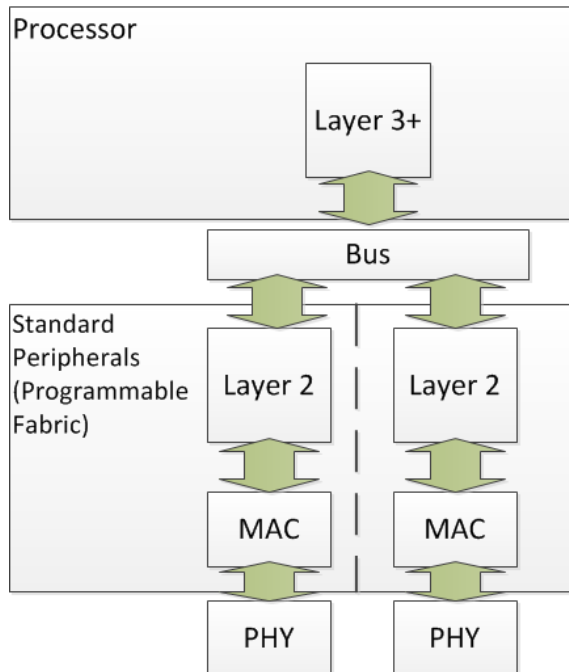 Processor
Layer 3+
Bus
Standard
Peripherals
(Programmable
Fabric)
Layer 2
Layer 2
MAC
MAC
PHY
PHY